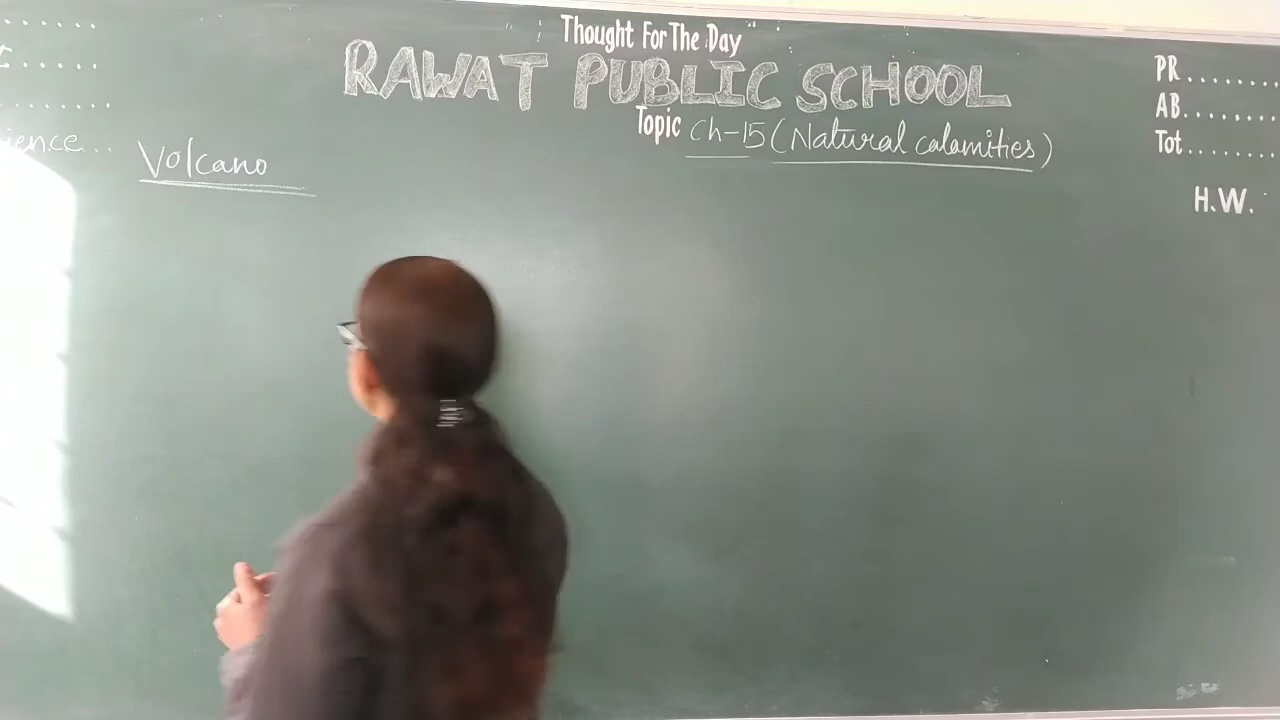 Thought For The Day
RAWAT PUBLIC SCHOOL
Topic Ch-15 (Natural calamities)
Volcano
PR........
AB........
Tot........
H.W.